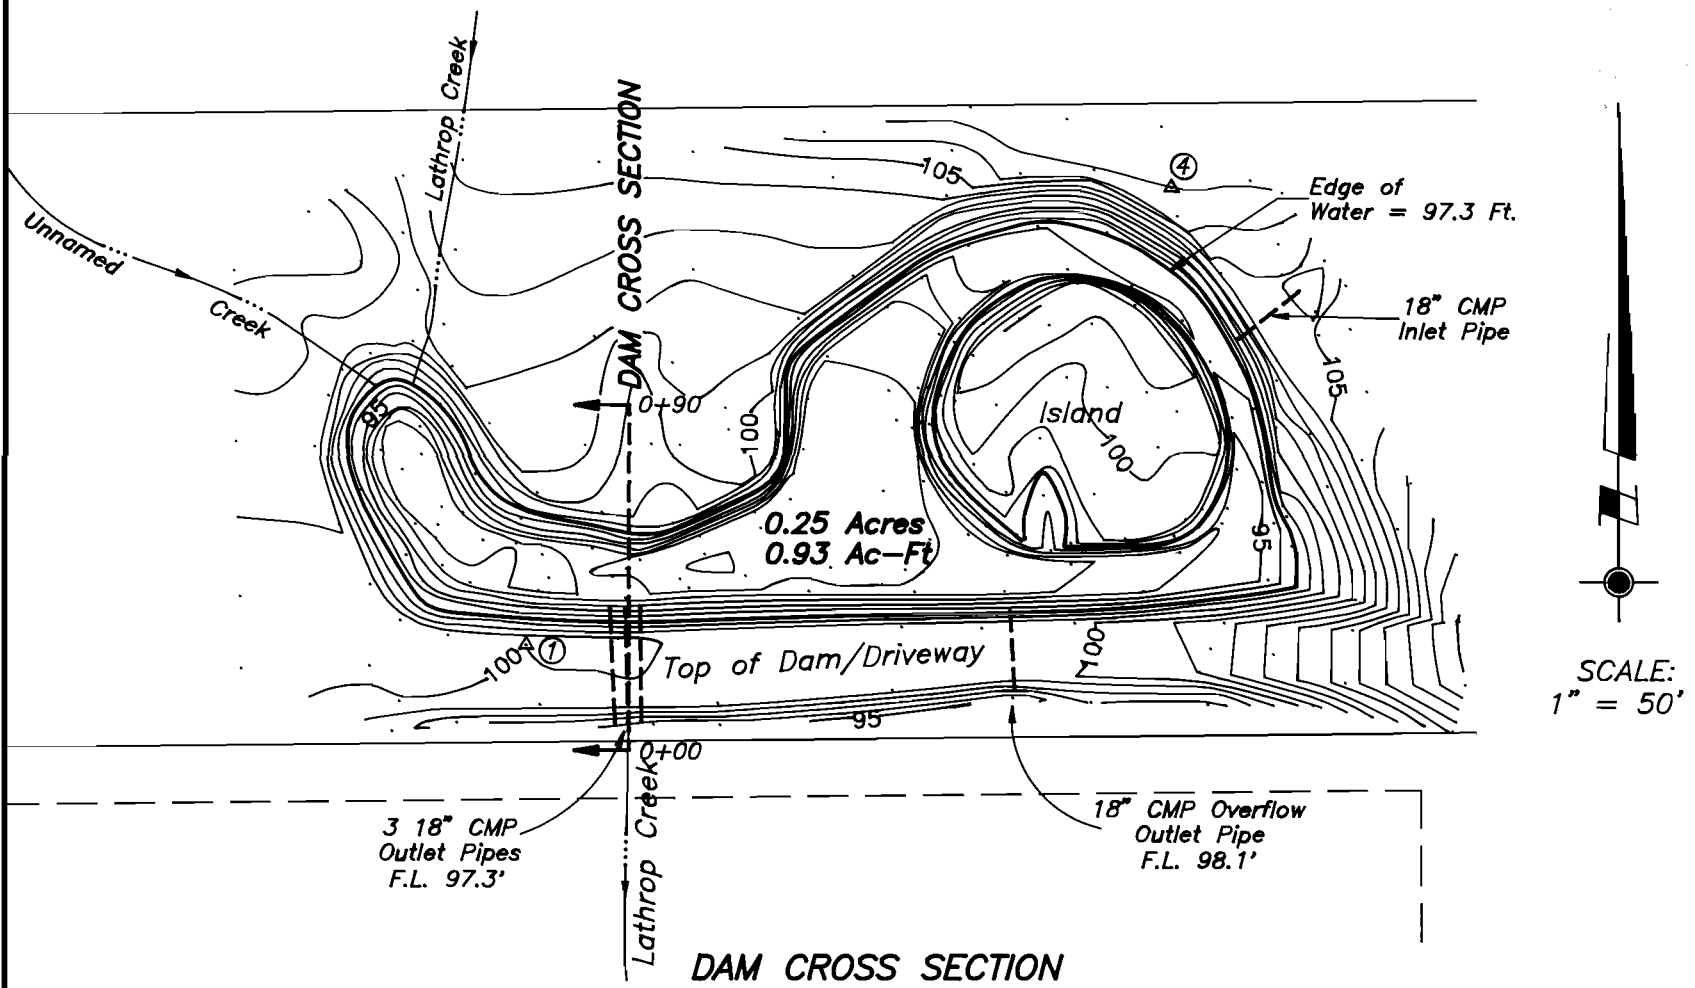 Lathrop Creek
DAM CROSS SECTION
Unnamed
Creek
105
4
Edge of
Water = 97.3 Ft.
18" CMP
Inlet Pipe
105
95
0+90
100
Island
100
0.25 Acres
0.93 Ac-Ft
95
100
1
Top of Dam/Driveway
100
95
0+00
SCALE:
1" = 50'
3 18" CMP
Outlet Pipes
F.L. 97.3'
Lathrop Creek
18" CMP Overflow
Outlet Pipe
F.L. 98.1'
DAM CROSS SECTION